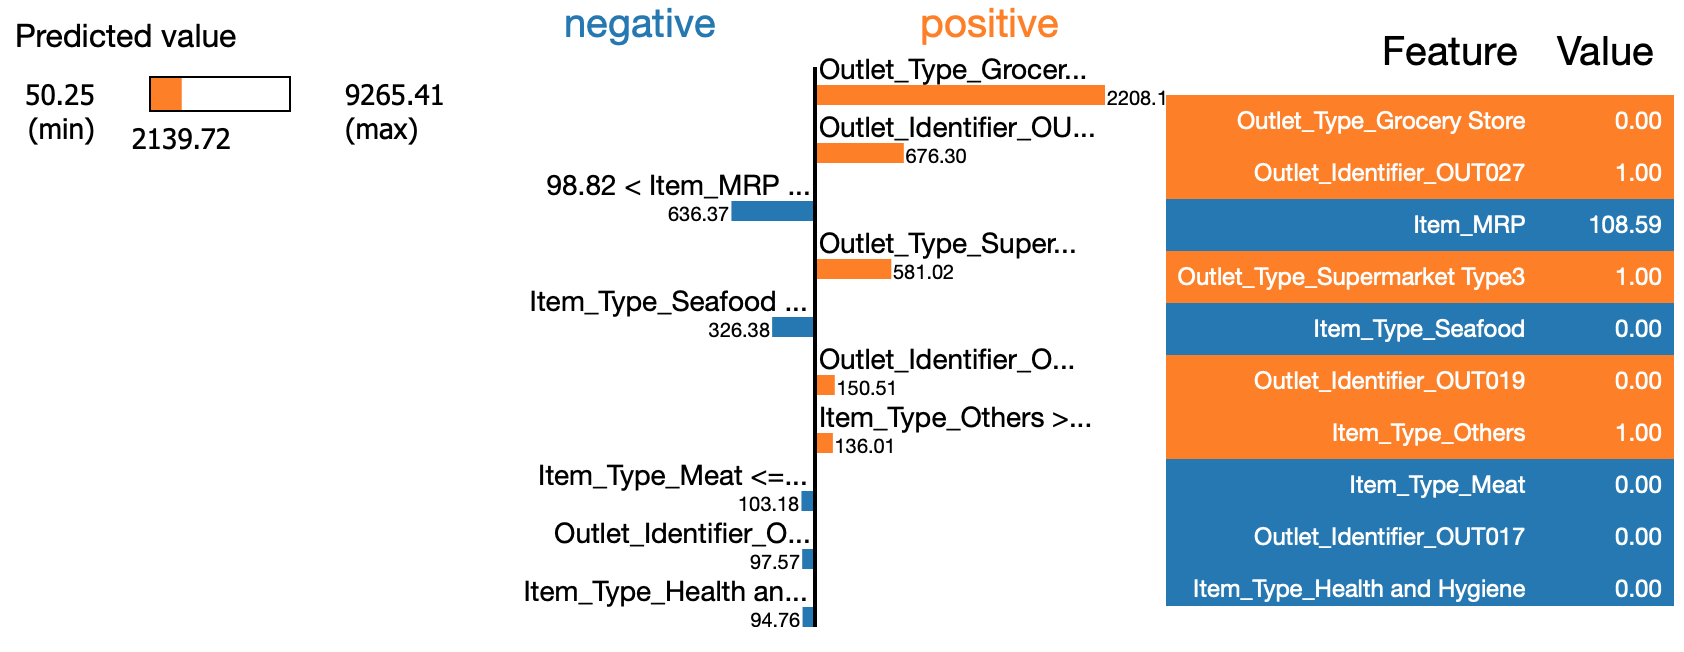 Predicted value
50.25
(min)
2139.72
9265.41
(max)
negative
positive
Outlet_Type_Grocer...
2208.1
Outlet_Identifier_OU...
676.30
98.82 < Item_MRP ...
636.37
Outlet_Type_Super...
581.02
Item_Type_Seafood ...
326.38
Outlet_Identifier_O...
150.51
Item_Type_Others >...
136.01
Item_Type_Meat <=...
103.18
Outlet_Identifier_O...
97.57
Item_Type_Health an...
94.76
Feature Value
Outlet_Type_Grocery Store 0.00
Outlet_Identifier_OUT027 1.00
Item_MRP 108.59
Outlet_Type_Supermarket Type3 1.00
Item_Type_Seafood 0.00
Outlet_Identifier_OUT019 0.00
Item_Type_Others 1.00
Item_Type_Meat 0.00
Outlet_Identifier_OUT017 0.00
Item_Type_Health and Hygiene 0.00